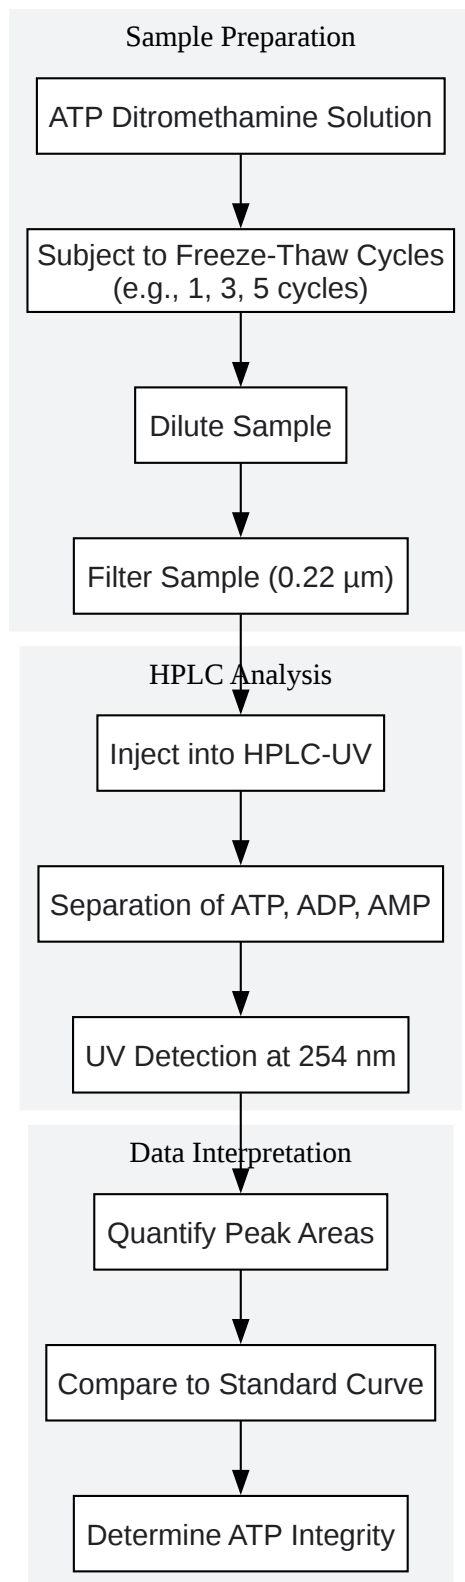 Sample Preparation
ATP Ditromethamine Solution
Subject to Freeze-Thaw Cycles
(e.g., 1, 3, 5 cycles)
Dilute Sample
Filter Sample (0.22 µm)
HPLC Analysis
Inject into HPLC-UV
Separation of ATP, ADP, AMP
UV Detection at 254 nm
Data Interpretation
Quantify Peak Areas
Compare to Standard Curve
Determine ATP Integrity